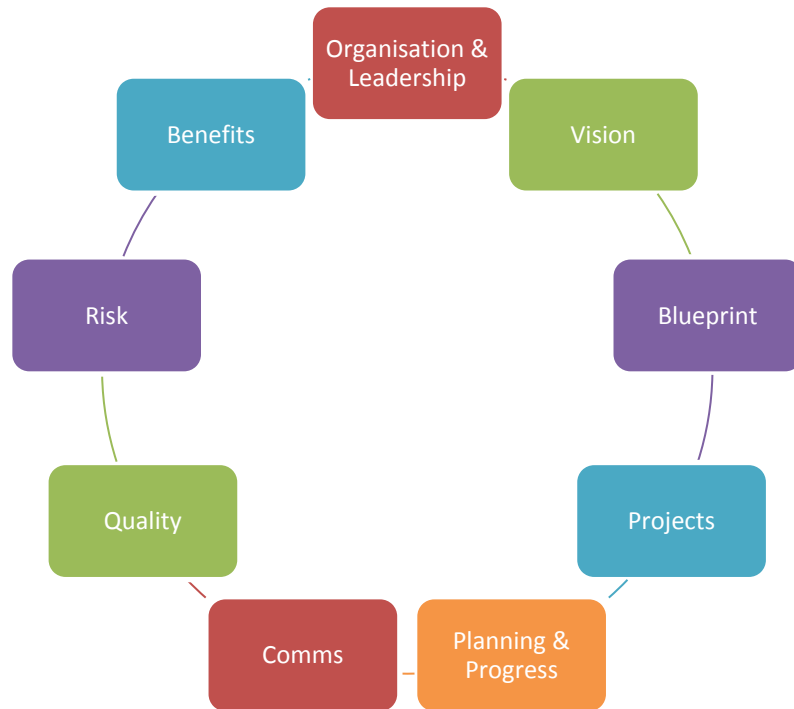 Organisation &
Leadership
Vision
Blueprint
Projects
Planning &
Progress
Comms
Quality
Risk
Benefits